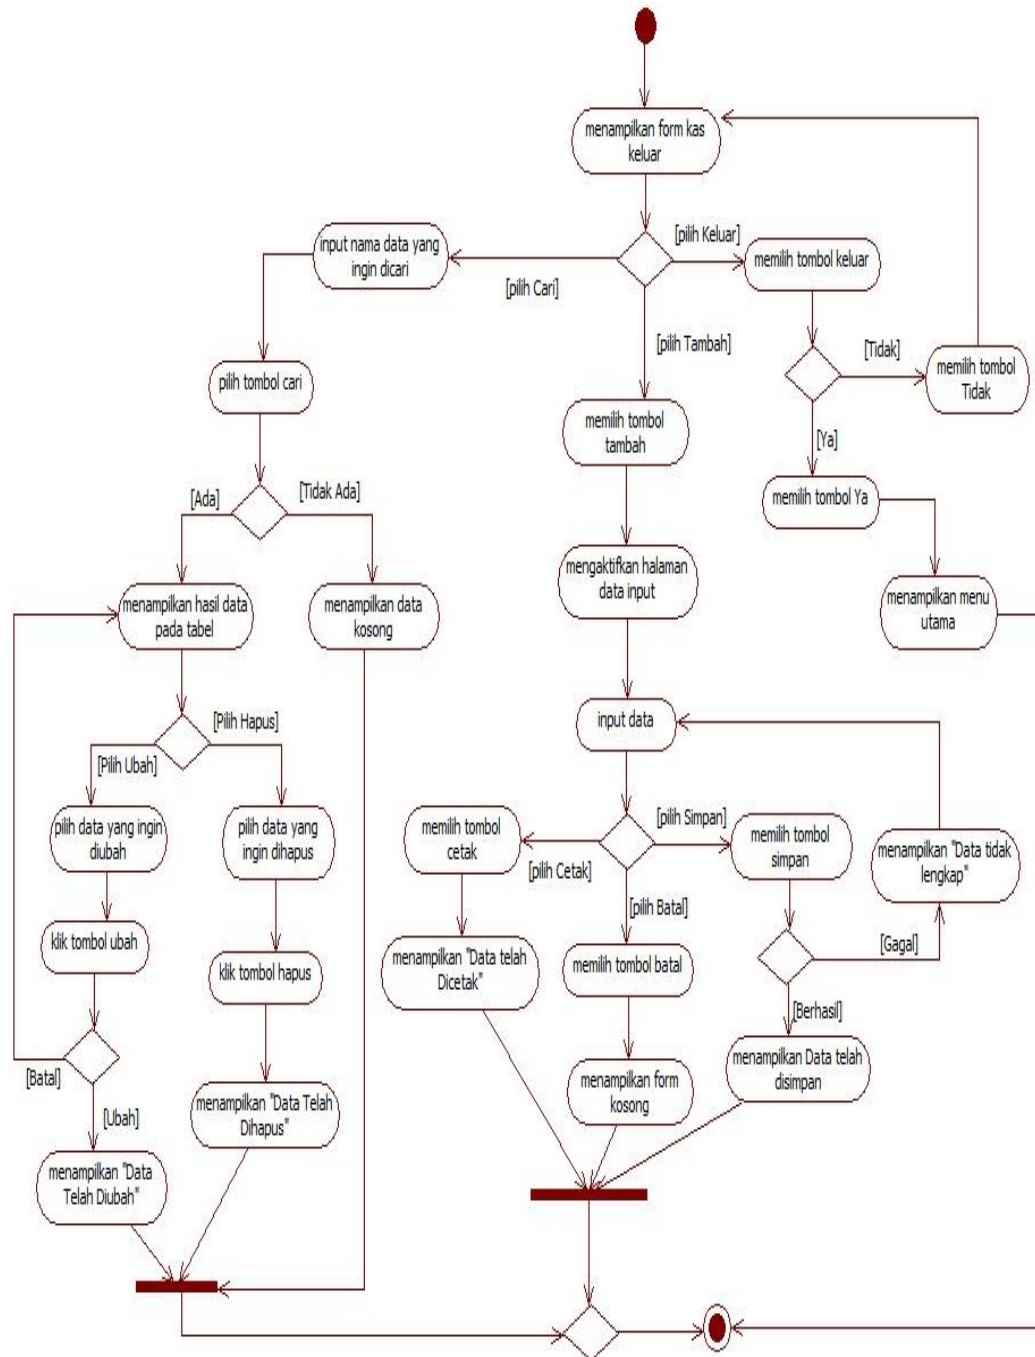 menampilkan form kas
keluar
input nama data yang
ingin dicari
[pilih Keluar]
memilih tombol keluar
[pilih Cari]
[pilih Tambah]
[Tidak]
pilih tombol cari
memilih tombol
Tidak
memilih tombol
tambah
[Ya]
[Ada]
[Tidak Ada]
memilih tombol Ya
mengaktifkan halaman
data input
menampilkan hasil data
pada tabel
menampilkan data
kosong
menampilkan menu
utama
[Pilih Hapus]
input data
[Pilih Ubah]
pilih data yang ingin
diubah
pilih data yang
ingin dihapus
memilih tombol
cetak
[pilih Simpan]
memilih tombol
simpan
menampilkan "Data tidak
lengkap"
[pilih Cetak]
[pilih Batal]
klik tombol ubah
[Gagal]
klik tombol hapus
menampilkan "Data telah
Dicetak"
memilih tombol batal
[Berhasil]
[Batal]
menampilkan form
kosong
menampilkan Data telah
disimpan
[Ubah]
menampilkan "Data Telah
Dihapus"
menampilkan "Data
Telah Diubah"